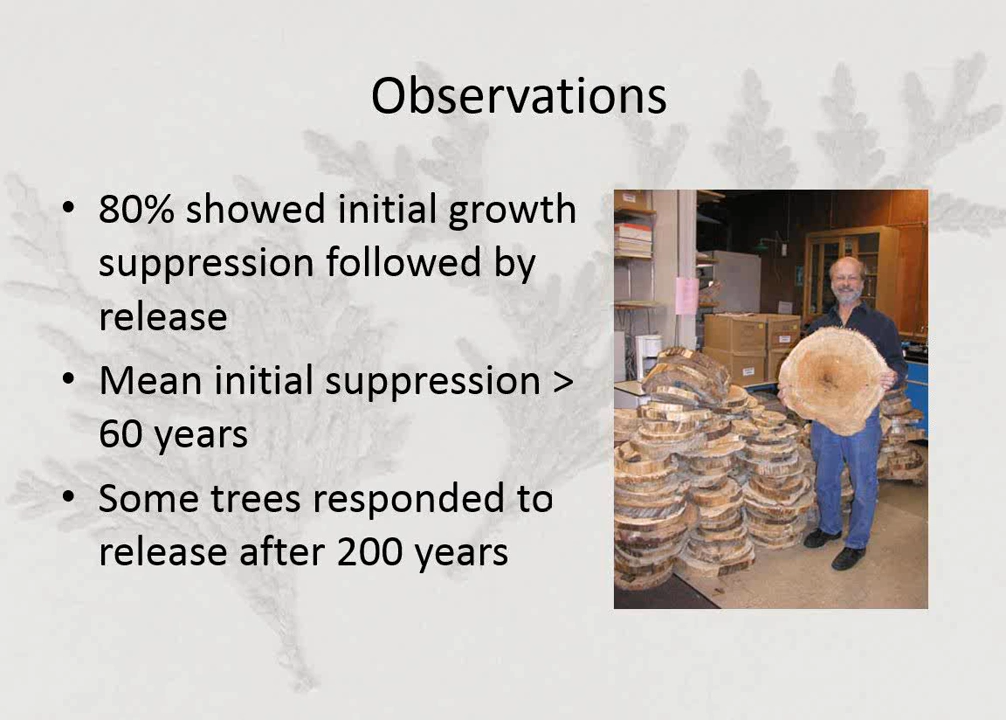 Observations
• 80% showed initial growth
suppression followed by
release
• Mean initial suppression >
60 years
• Some trees responded to
release after 200 years